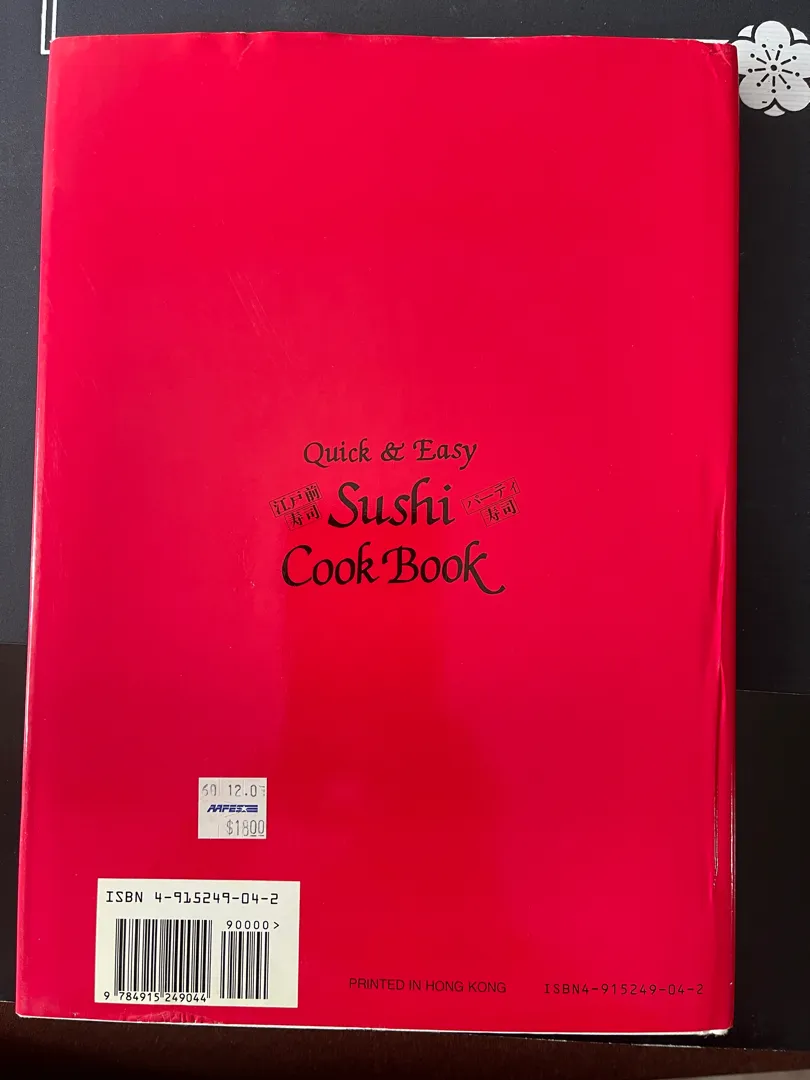 Quick & Easy
江戸前
寿司
Sushi
パーティ
寿司
Cook Book
60 12.0
AAFES
$18.00
ISBN 4-915249-04-2
90000>
9 784915 249044
PRINTED IN HONG KONG
ISBN4-915249-04-2